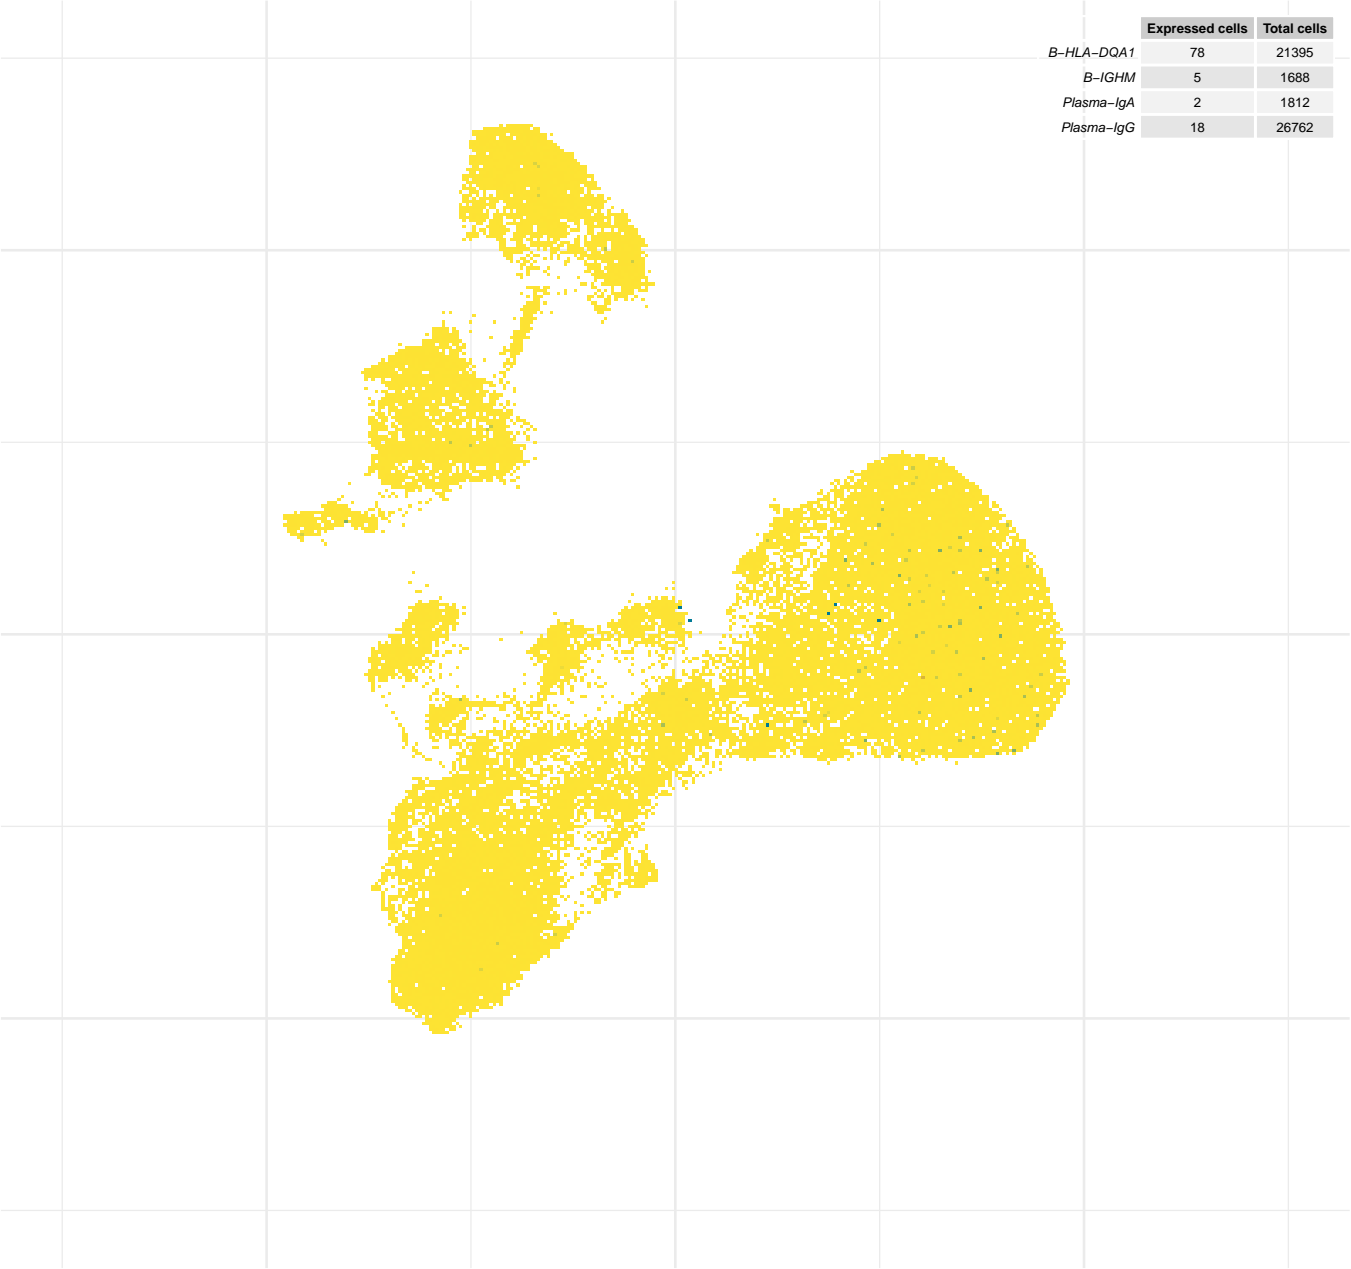 Expressed cells Total cells
B−HLA−DQA1 78 21395
B−IGHM 5 1688
Plasma−IgA 2 1812
Plasma−IgG 18 26762